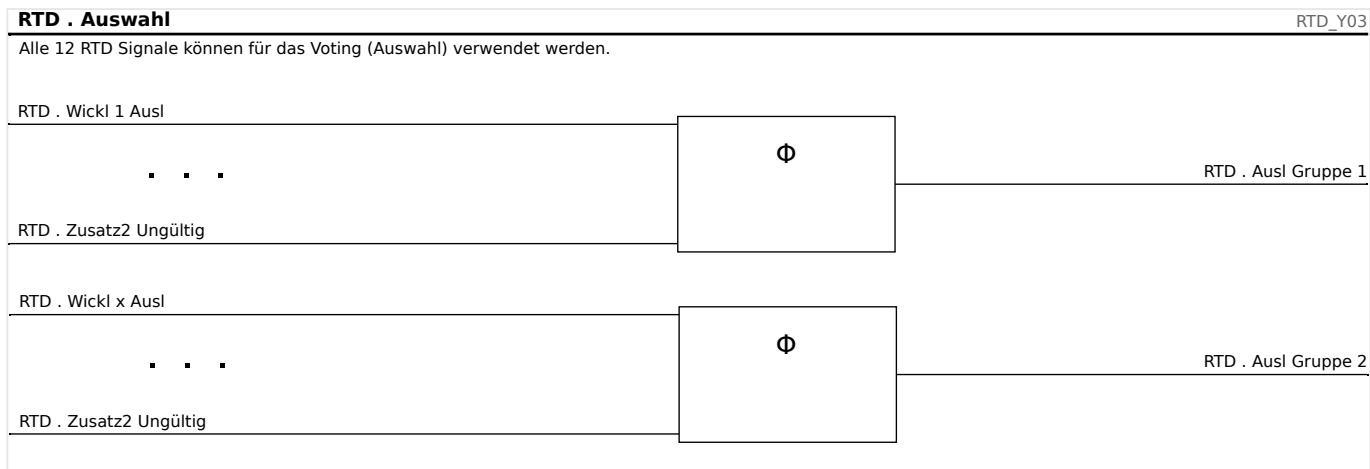 RTD . Auswahl
RTD_Y03
Alle 12 RTD Signale können für das Voting (Auswahl) verwendet werden.
RTD . Wickl 1 Ausl
Φ
RTD . Ausl Gruppe 1
. . .
RTD . Zusatz2 Ungültig
RTD . Wickl x Ausl
Φ
RTD . Ausl Gruppe 2
. . .
RTD . Zusatz2 Ungültig